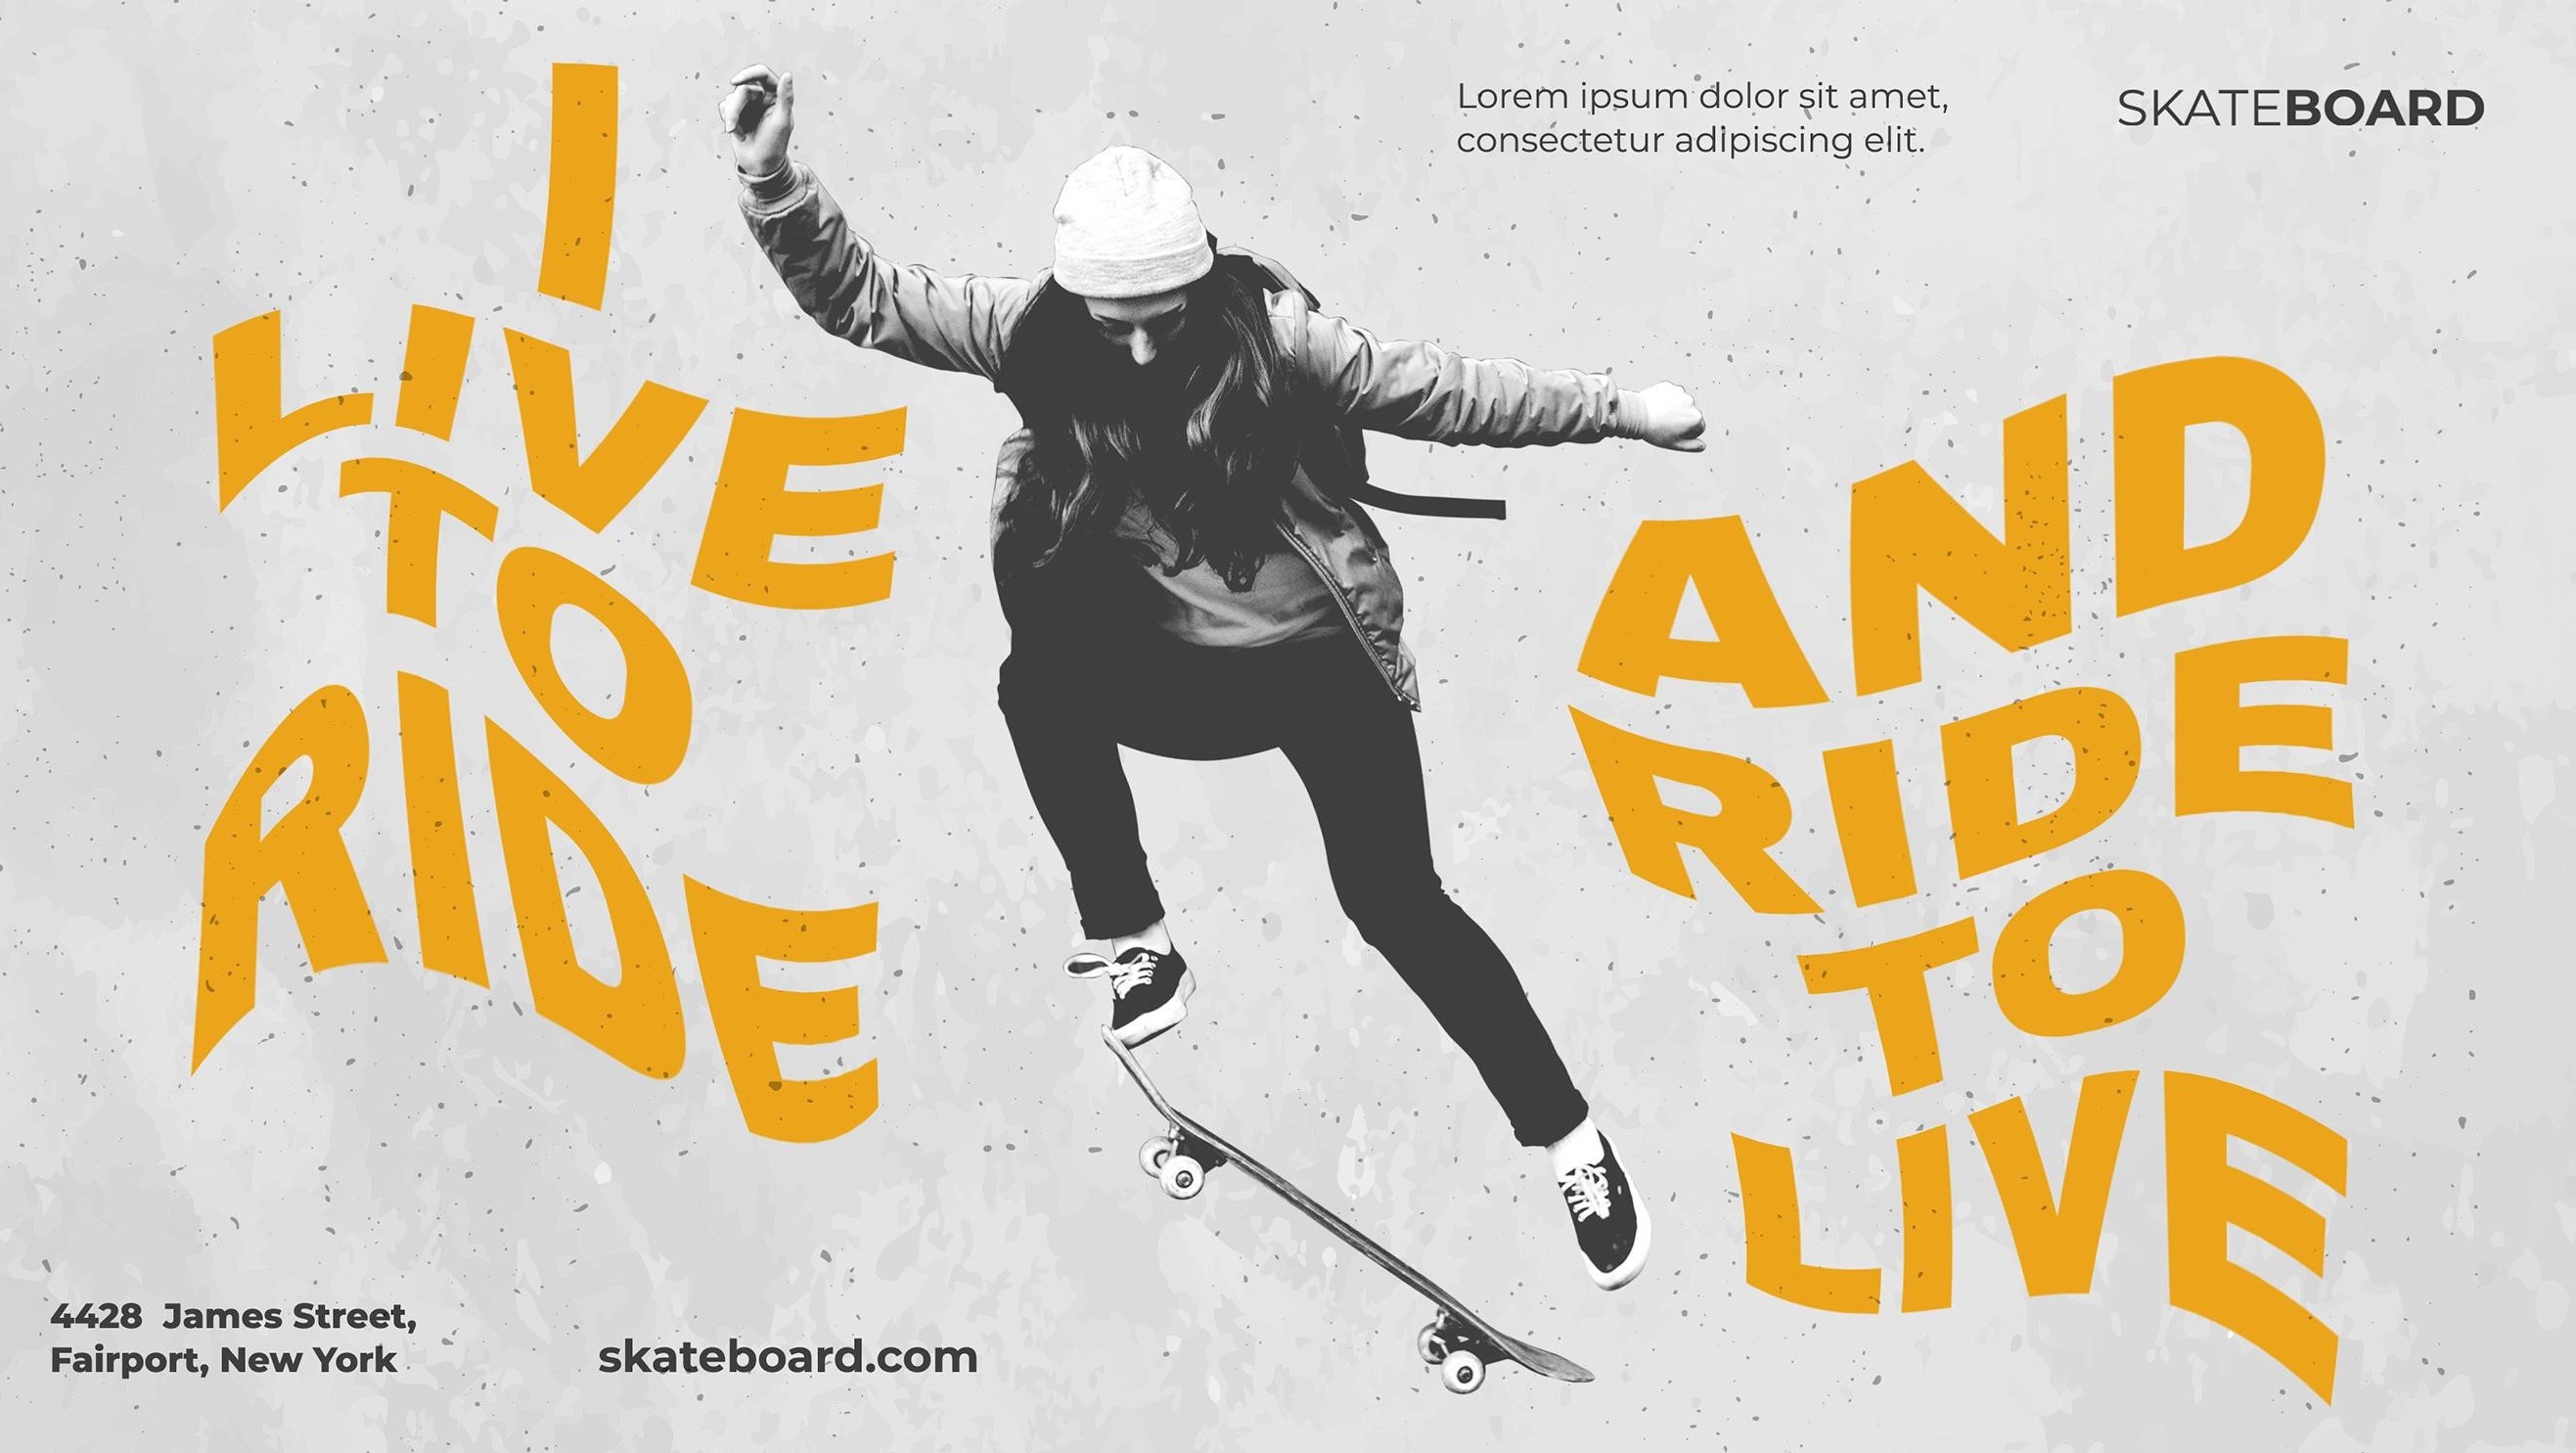 I
LIVE
TO
RIDE
Lorem ipsum dolor sit amet,
consectetur adipiscing elit.
SKATEBOARD
AND
RIDE
TO
LIVE
4428 James Street,
Fairport, New York
skateboard.com